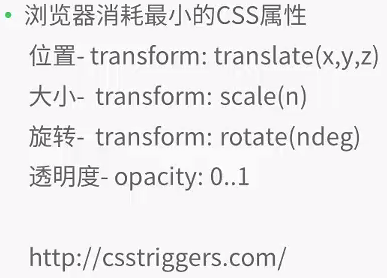 • 浏览器消耗最小的CSS属性
位置- transform: translate(x,y,z)
大小- transform: scale(n)
旋转- transform: rotate(ndeg)
透明度- opacity: 0..1
http://csstriggers.com/